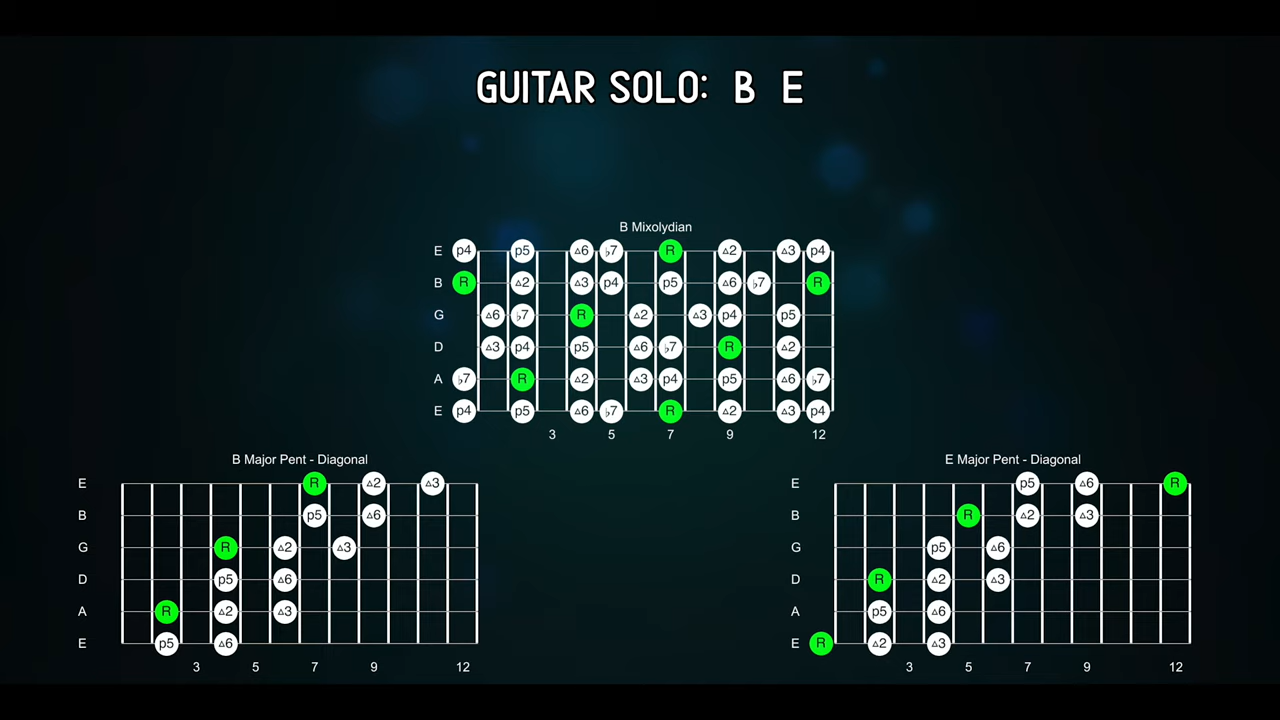 GUITAR SOLO: B E
B Mixolydian
E p4 p5 △6 ♭7 R △2 △3 p4
B R △2 △3 p4 p5 △6 ♭7 R
G △6 ♭7 R △2 △3 p4 p5
D △3 p4 p5 △6 ♭7 R △2
A ♭7 R △2 △3 p4 p5 △6 ♭7
E p4 p5 △6 ♭7 R △2 △3 p4
3 5 7 9 12
B Major Pent - Diagonal
E R △2 △3
B p5 △6
G R △2 △3
D p5 △6
A R △2 △3
E p5 △6
3 5 7 9 12
E Major Pent - Diagonal
E p5 △6 R
B R △2 △3
G p5 △6
D R △2 △3
A p5 △6
E R △2 △3
3 5 7 9 12